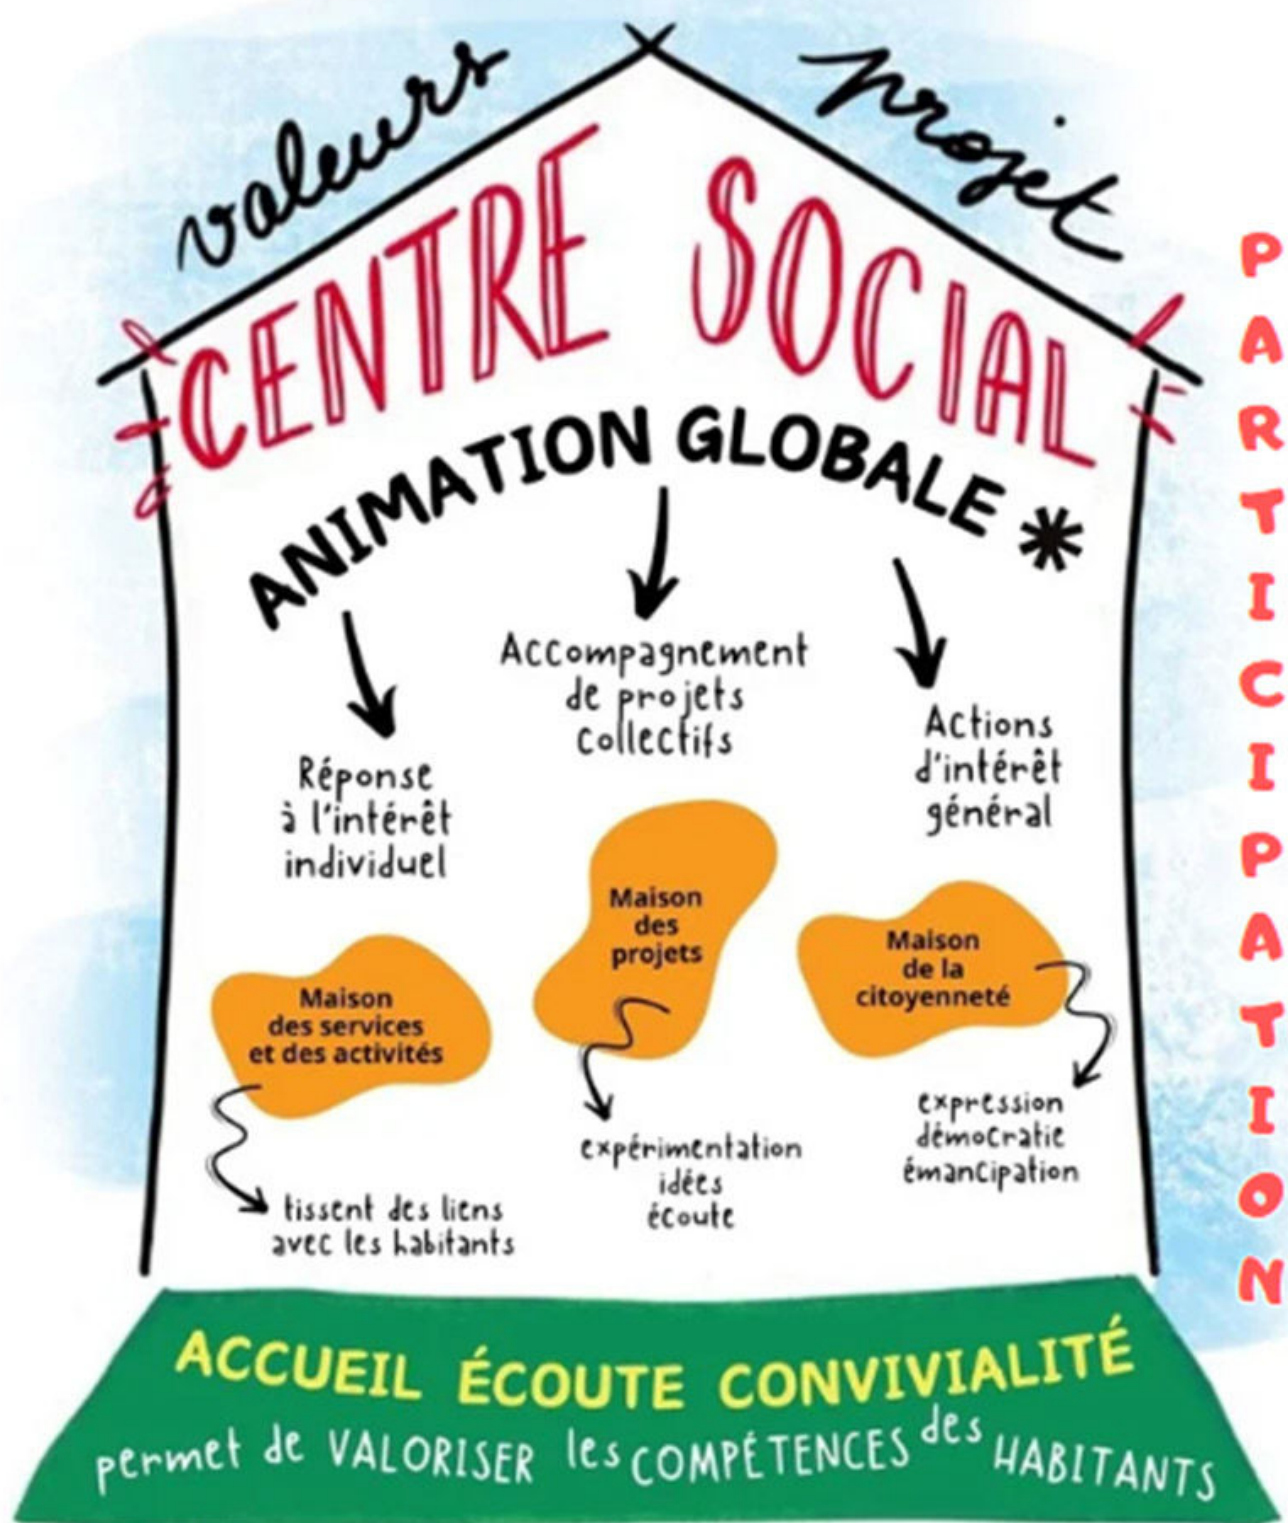 valeurs
projet
CENTRE SOCIAL
ANIMATION GLOBALE *
Réponse
à l'intérêt
individuel
Accompagnement
de projets
collectifs
Actions
d'intérêt
général
Maison
des services
et des activités
Maison
des
projets
Maison
de la
citoyenneté
tissent des liens
avec les habitants
expérimentation
idées
écoute
expression
démocratie
émancipation
ACCUEIL ÉCOUTE CONVIVIALITÉ
permet de VALORISER les COMPÉTENCES des HABITANTS
PARTICIPATION